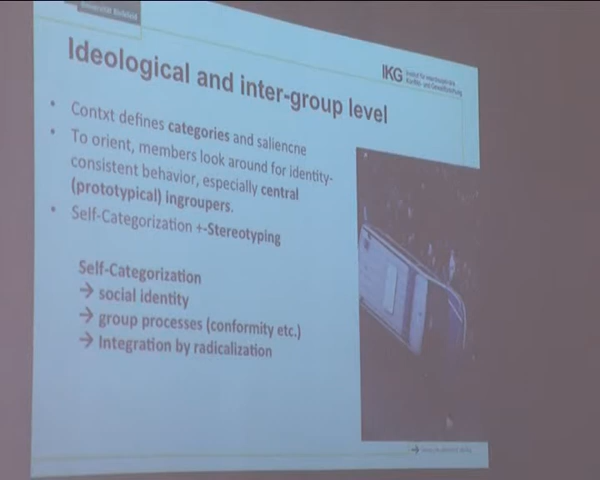 Universität Bielefeld
IKG
Ideological and inter-group level
• Contxt defines categories and saliencne
• To orient, members look around for identity-
consistent behavior, especially central
(prototypical) ingroupers.
• Self-Categorization +-Stereotyping
Self-Categorization
→ social identity
→ group processes (conformity etc.)
→ Integration by radicalization